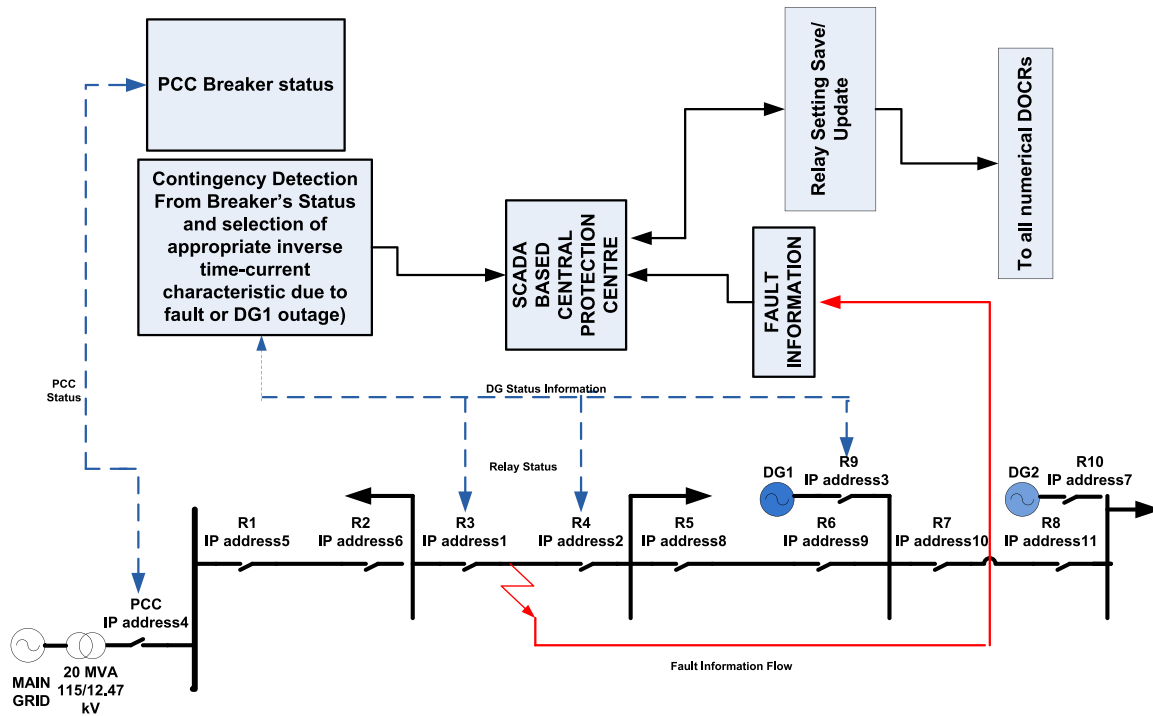 PCC Breaker status
Contingency Detection
From Breaker's Status
and selection of
appropriate inverse
time-current
characteristic due to
fault or DG1 outage)
SCADA
BASED
CENTRAL
PROTECTION
CENTRE
Relay Setting Save/
Update
To all numerical DOCRs
FAULT
INFORMATION
PCC
Status
DG Status Information
Relay Status
R1
IP address5
R2
IP address6
R3
IP address1
R4
IP address2
R5
IP address8
DG1
R9
IP address3
R6
IP address9
R7
IP address10
DG2
R10
IP address7
R8
IP address11
PCC
IP address4
MAIN
GRID
20 MVA
115/12.47
kV
Fault Information Flow